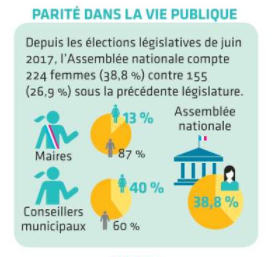 PARITÉ DANS LA VIE PUBLIQUE
Depuis les élections législatives de juin
2017, l'Assemblée nationale compte
224 femmes (38,8 %) contre 155
(26,9 %) sous la précédente législature.
13 %
87 %
Maires
Assemblée
nationale
40 %
60 %
Conseillers
municipaux
38,8 %